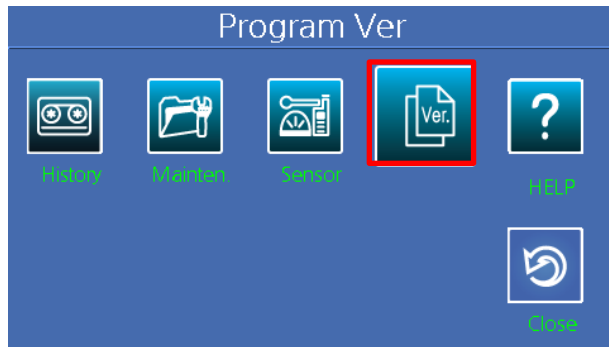 Program Ver
Ver.
?
History
Mainten.
Sensor
HELP
Close